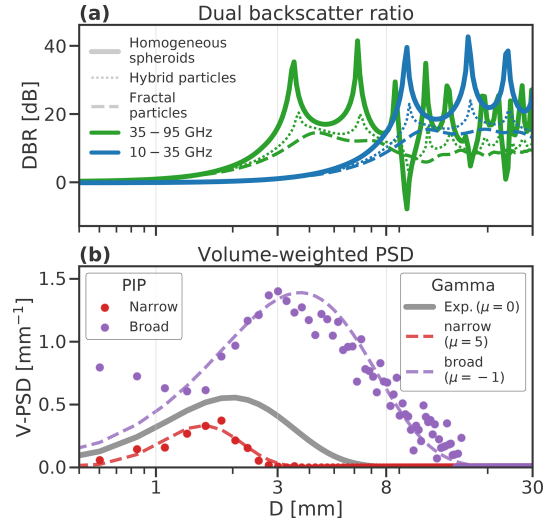 (a) Dual backscatter ratio
DBR [dB]
40
20
0
Homogeneous
spheroids
Hybrid particles
Fractal
particles
35 − 95 GHz
10 − 35 GHz
(b) Volume-weighted PSD
V-PSD [mm⁻¹]
1.5
1.0
0.5
0.0
PIP
Narrow
Broad
Gamma
Exp. (μ = 0)
narrow
(μ = 5)
broad
(μ = −1)
1 3 8 30
D [mm]